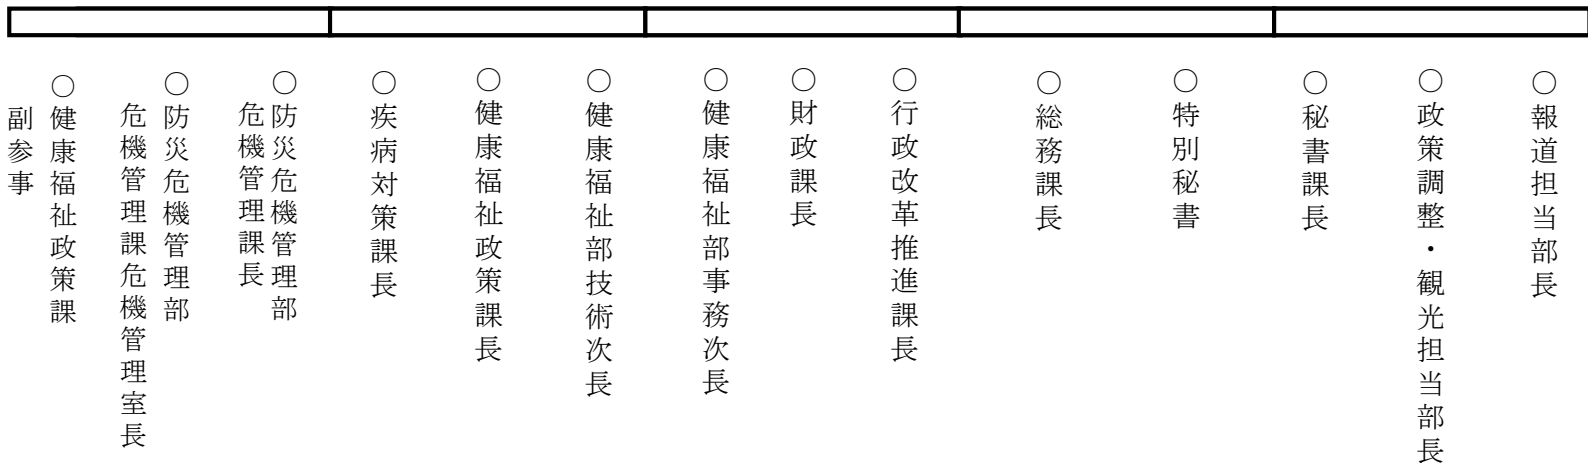 ○報道担当部長
○政策調整・観光担当部長
○秘書課長
○特別秘書
○総務課長
○行政改革推進課長
○財政課長
○健康福祉部事務次長
○健康福祉部技術次長
○健康福祉政策課長
○疾病対策課長
○防災危機管理部
危機管理課長
○防災危機管理部
危機管理課危機管理室長
○健康福祉政策課
副参事